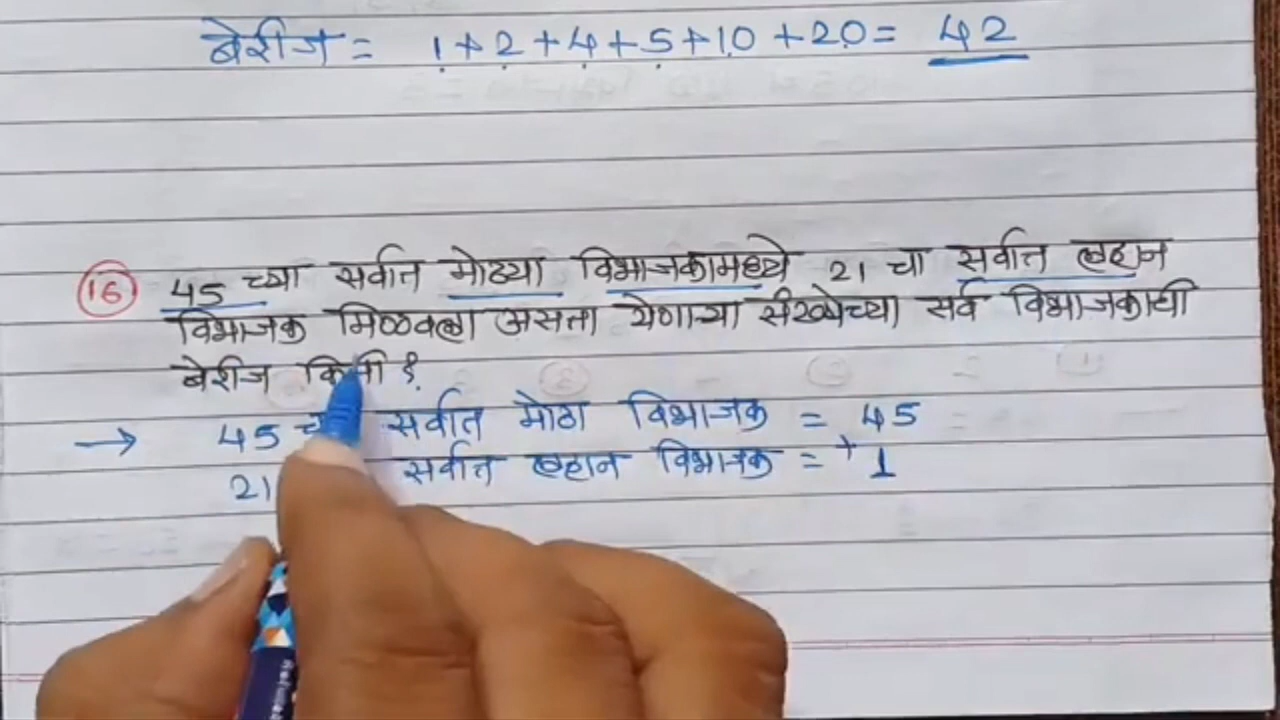 बेरीज = 1+2+4+5+10+20= 42
16 45 च्या सर्वात मोठ्या विभाजकामध्ये 21 चा सर्वात लहान
विभाजक मिळवला असता येणाऱ्या संख्येच्या सर्व विभाजकाची
बेरीज किती ?
→ 45 चा सर्वात मोठा विभाजक = 45
21 सर्वात लहान विभाजक = + 1